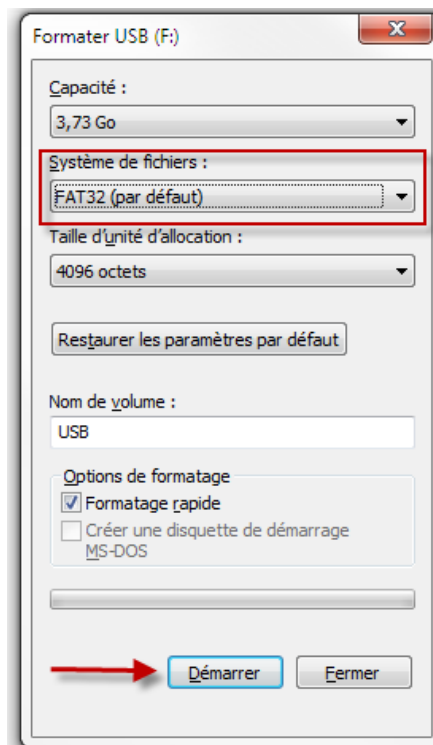 Formater USB (F:)
Capacité :
3,73 Go
Système de fichiers :
FAT32 (par défaut)
Taille d'unité d'allocation :
4096 octets
Restaurer les paramètres par défaut
Nom de volume :
USB
Options de formatage
Formatage rapide
Créer une disquette de démarrage
MS-DOS
Démarrer
Fermer